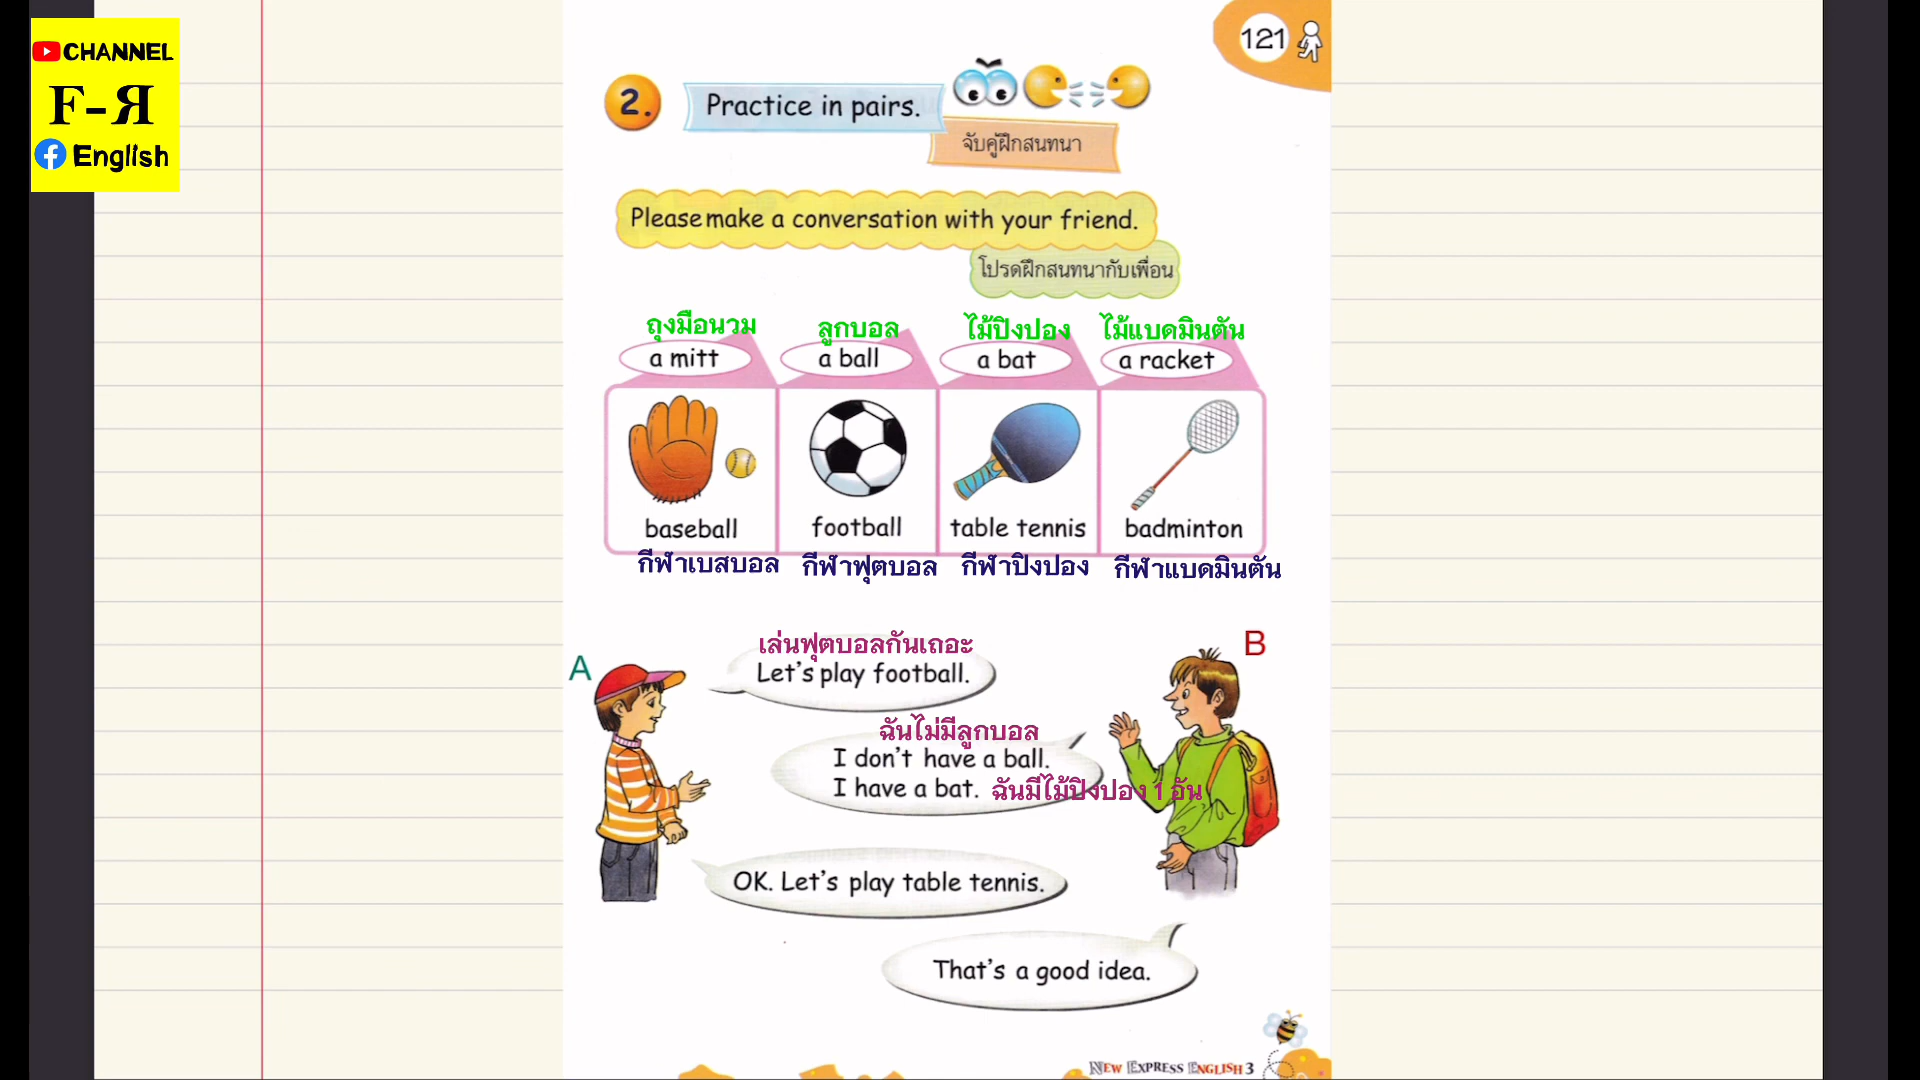 CHANNEL
F-Я
English
121
2.
Practice in pairs.
จับคู่ฝึกสนทนา
Please make a conversation with your friend.
โปรดฝึกสนทนากับเพื่อน
ถุงมือนวม ลูกบอล ไม้ปิงปอง ไม้แบดมินตัน
a mitt a ball a bat a racket
baseball football table tennis badminton
กีฬาเบสบอล กีฬาฟุตบอล กีฬาปิงปอง กีฬาแบดมินตัน
A
B
เล่นฟุตบอลกันเถอะ
Let's play football.
ฉันไม่มีลูกบอล
I don't have a ball.
I have a bat. ฉันมีไม้ปิงปอง 1 อัน
OK. Let's play table tennis.
That's a good idea.
NEW EXPRESS ENGLISH 3